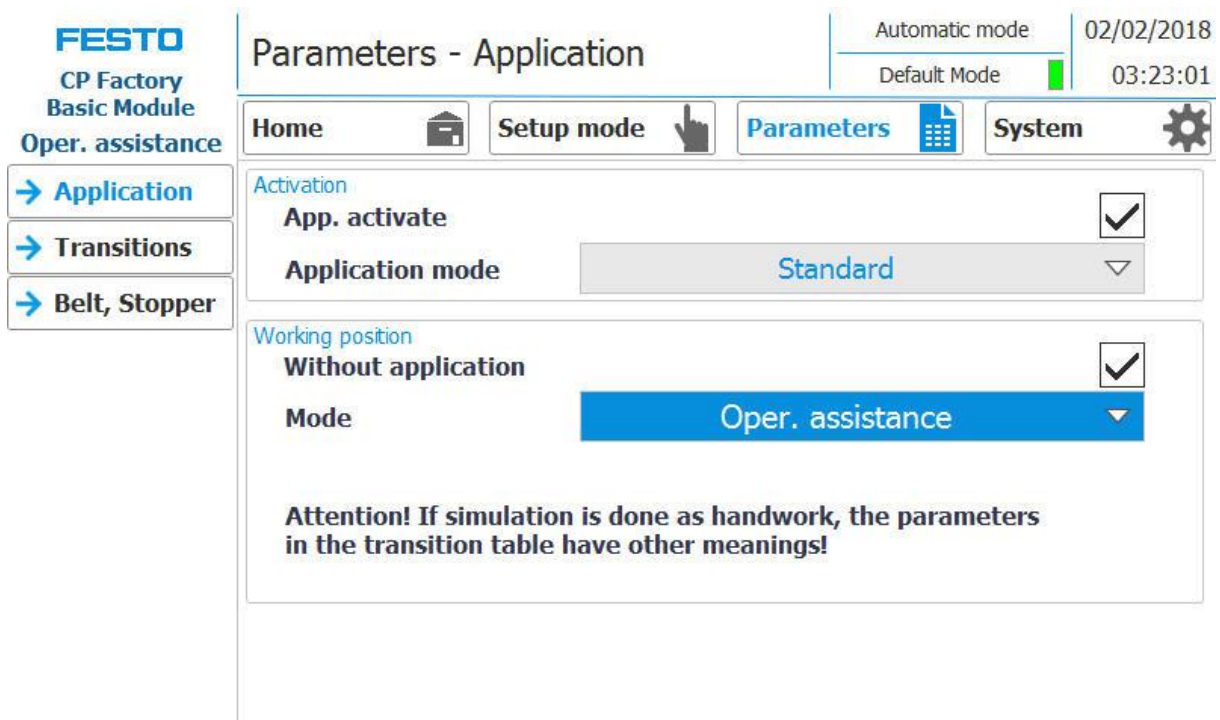 FESTO
CP Factory
Basic Module
Oper. assistance
Parameters - Application
Automatic mode
Default Mode
02/02/2018
03:23:01
Home
Setup mode
Parameters
System
Application
Transitions
Belt, Stopper
Activation
App. activate
Application mode
Standard
Working position
Without application
Mode
Oper. assistance
Attention! If simulation is done as handwork, the parameters
in the transition table have other meanings!